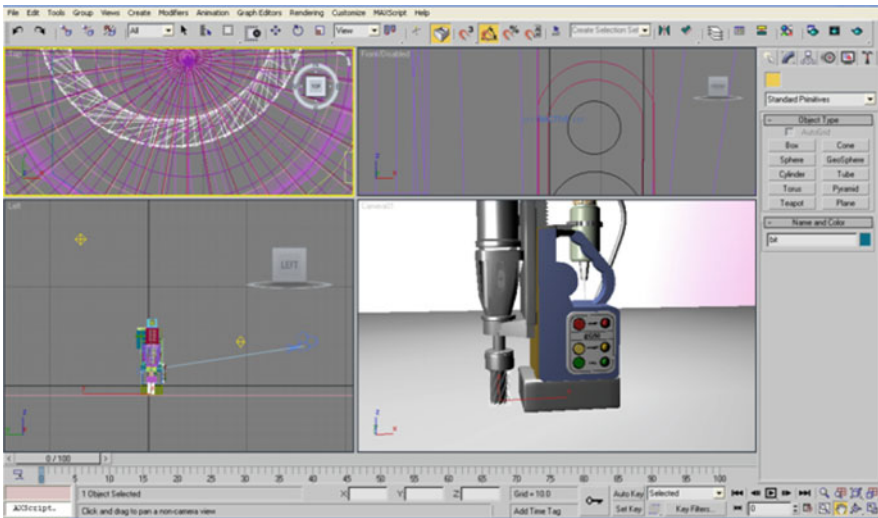 File Edit Tools Group Views Create Modifiers Animation Graph Editors Rendering Customize MAXScript Help
All View Create Selection Set
Top
Front Disabled
Standard Primitives
Object Type
AutoGrid
Box Cone
Sphere GeoSphere
Cylinder Tube
Torus Pyramid
Teapot Plane
Name and Color
bit
Left
LEFT
Camera01
0 / 100
5 10 15 20 25 30 35 40 45 50 55 60 65 70 75 80 85 90 95 100
1 Object Selected X: Y: Z: Grid = 10.0 Auto Key Selected
MAXScript. Click and drag to pan a non-camera view Add Time Tag Set Key Key Filters... 0